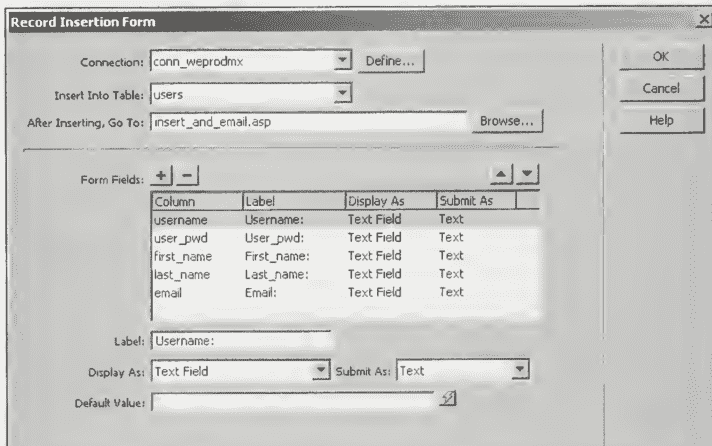 Record Insertion Form
Connection: conn_weprodmx Define...
OK
Insert Into Table: users
Cancel
After Inserting, Go To: insert_and_email.asp Browse...
Help
Form Fields:
Column Label Display As Submit As
username Username: Text Field Text
user_pwd User_pwd: Text Field Text
first_name First_name: Text Field Text
last_name Last_name: Text Field Text
email Email: Text Field Text
Label: Username:
Display As: Text Field Submit As: Text
Default Value: